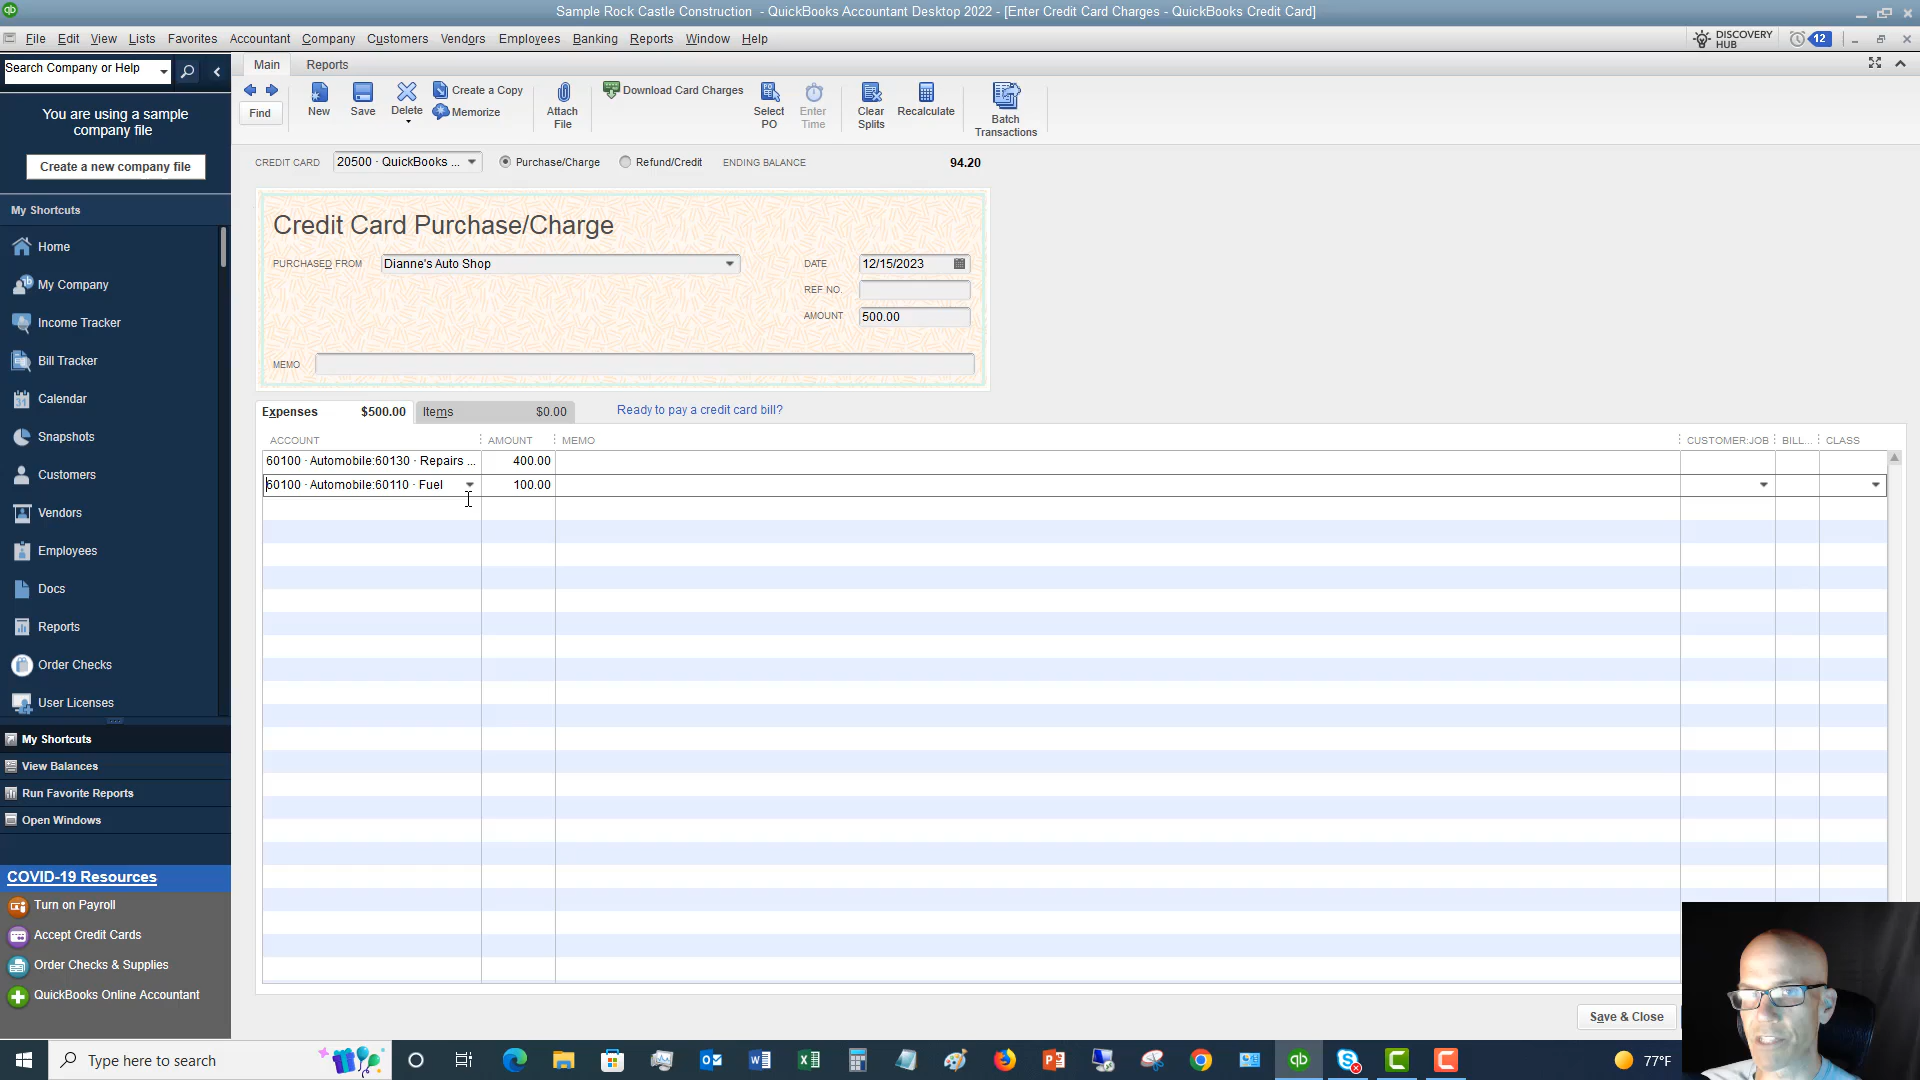 Sample Rock Castle Construction - QuickBooks Accountant Desktop 2022 - [Enter Credit Card Charges - QuickBooks Credit Card]
File Edit View Lists Favorites Accountant Company Customers Vendors Employees Banking Reports Window Help
DISCOVERY HUB 12
Search Company or Help
You are using a sample
company file
Create a new company file
My Shortcuts
Home
My Company
Income Tracker
Bill Tracker
Calendar
Snapshots
Customers
Vendors
Employees
Docs
Reports
Order Checks
User Licenses
My Shortcuts
View Balances
Run Favorite Reports
Open Windows
COVID-19 Resources
Turn on Payroll
Accept Credit Cards
Order Checks & Supplies
QuickBooks Online Accountant
Main Reports
Find
New
Save
Delete
Create a Copy
Memorize
Attach
File
Download Card Charges
Select
PO
Enter
Time
Clear
Splits
Recalculate
Batch
Transactions
CREDIT CARD 20500 · QuickBooks ... Purchase/Charge Refund/Credit ENDING BALANCE 94.20
Credit Card Purchase/Charge
PURCHASED FROM Dianne's Auto Shop DATE 12/15/2023
REF NO.
AMOUNT 500.00
MEMO
Expenses $500.00 Items $0.00 Ready to pay a credit card bill?
ACCOUNT AMOUNT MEMO CUSTOMER:JOB BILL... CLASS
60100 · Automobile:60130 · Repairs ... 400.00
60100 · Automobile:60110 · Fuel 100.00
Save & Close
Type here to search
77°F